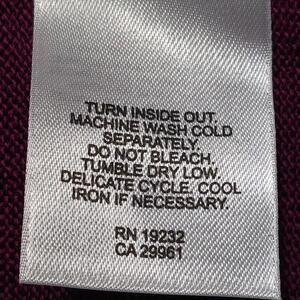 TURN INSIDE OUT.
MACHINE WASH COLD
SEPARATELY.
DO NOT BLEACH.
TUMBLE DRY LOW.
DELICATE CYCLE. COOL
IRON IF NECESSARY.
RN 19232
CA 29961